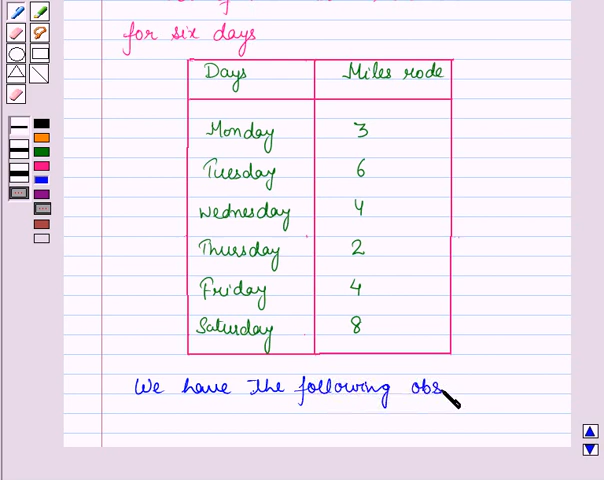 for six days
Days Miles rode
Monday 3
Tuesday 6
Wednesday 4
Thursday 2
Friday 4
Saturday 8
We have the following obs